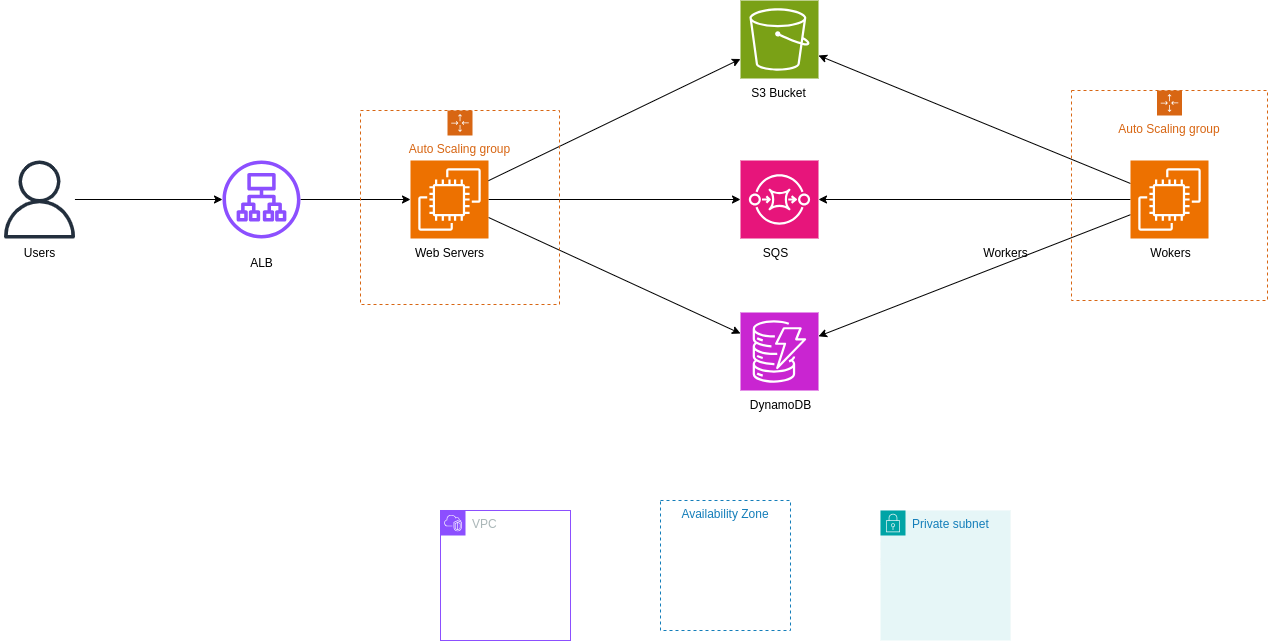 S3 Bucket
Auto Scaling group
Auto Scaling group
Users
ALB
Web Servers
SQS
Workers
Wokers
DynamoDB
VPC
Availability Zone
Private subnet